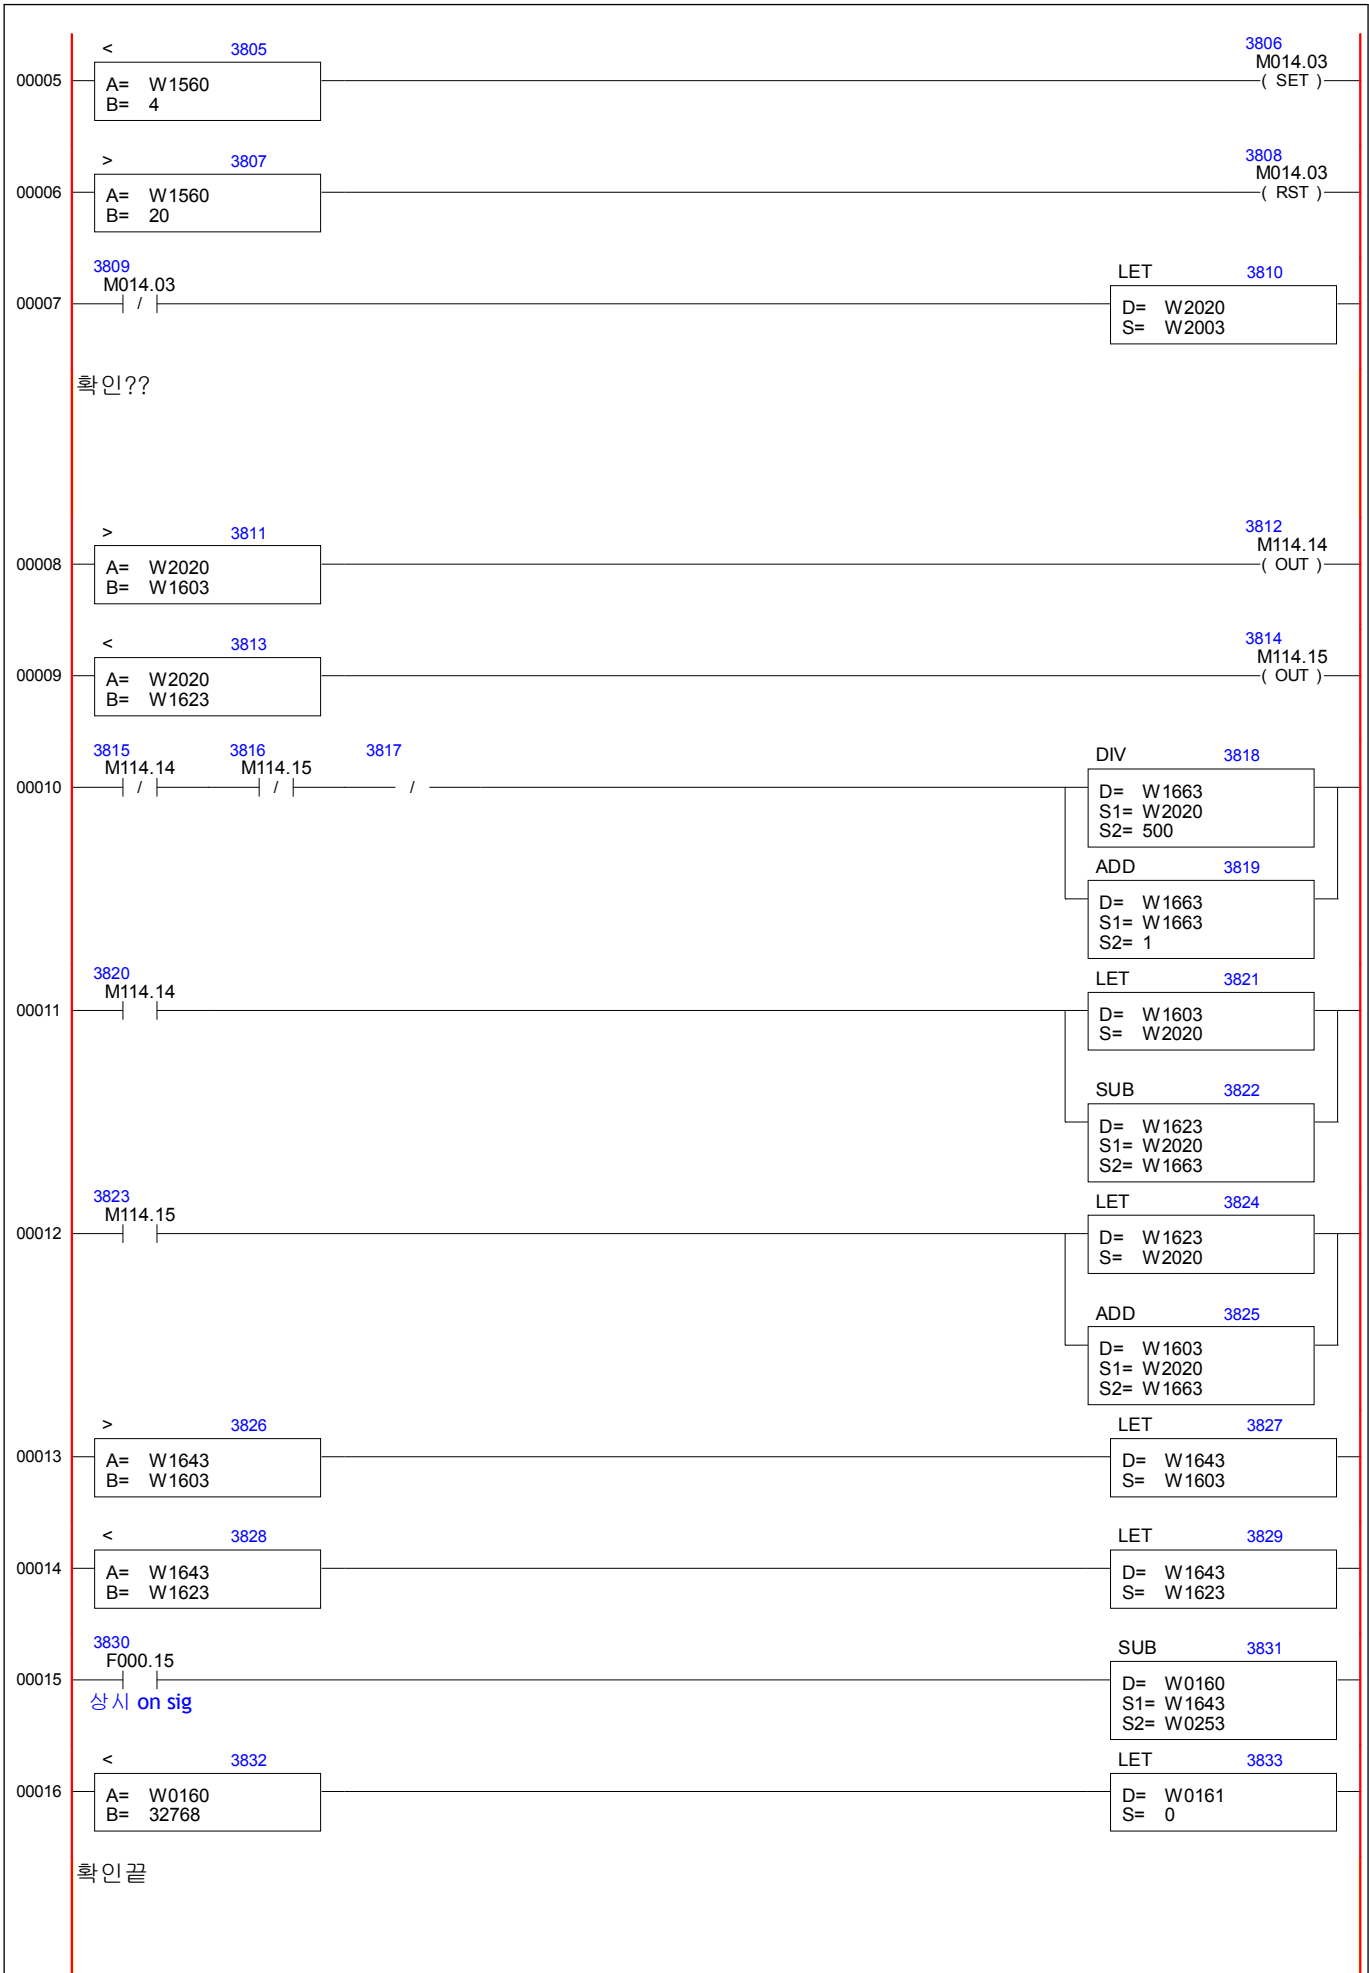 < 3805 3806
M014.03
00005 A= W1560 ( SET )
B= 4
> 3807 3808
M014.03
00006 A= W1560 ( RST )
B= 20
3809 LET 3810
M014.03
00007 / D= W2020
S= W2003
확인??
> 3811 3812
M114.14
00008 A= W2020 ( OUT )
B= W1603
< 3813 3814
M114.15
00009 A= W2020 ( OUT )
B= W1623
3815 3816 3817 DIV 3818
M114.14 M114.15
00010 / / / D= W1663
S1= W2020
S2= 500
ADD 3819
D= W1663
S1= W1663
S2= 1
3820 LET 3821
M114.14
00011 D= W1603
S= W2020
SUB 3822
D= W1623
S1= W2020
S2= W1663
3823 LET 3824
M114.15
00012 D= W1623
S= W2020
ADD 3825
D= W1603
S1= W2020
S2= W1663
> 3826 LET 3827
00013 A= W1643 D= W1643
B= W1603 S= W1603
< 3828 LET 3829
00014 A= W1643 D= W1643
B= W1623 S= W1623
3830 SUB 3831
F000.15
00015 D= W0160
상시 on sig S1= W1643
S2= W0253
< 3832 LET 3833
00016 A= W0160 D= W0161
B= 32768 S= 0
확인끝